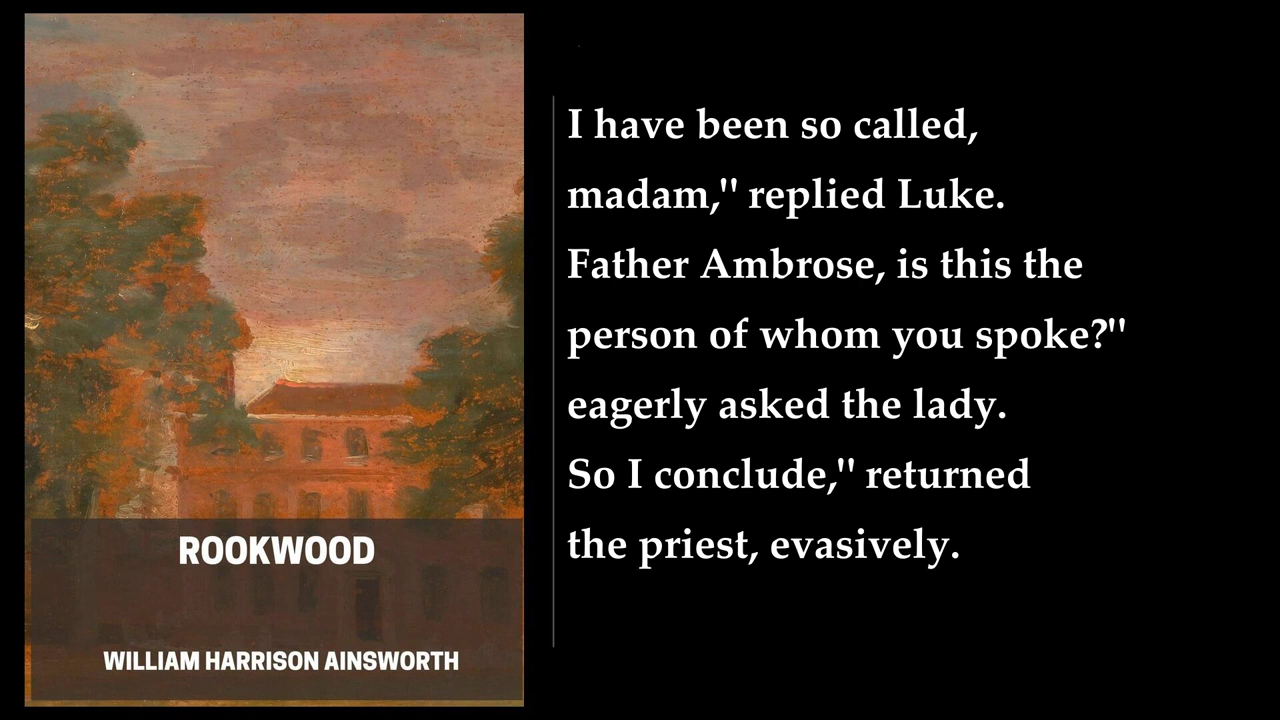 ROOKWOOD
WILLIAM HARRISON AINSWORTH
I have been so called,
madam," replied Luke.
Father Ambrose, is this the
person of whom you spoke?"
eagerly asked the lady.
So I conclude," returned
the priest, evasively.